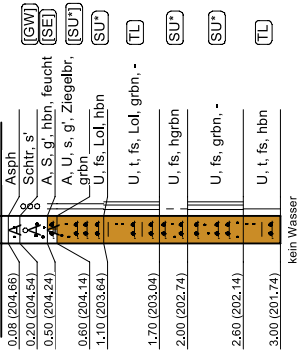 [GW]
[SE]
[SU*]
SU*
TL
SU*
SU*
TL
Asph
Schtr, s'
A, S, g', hbn, feucht
A, U, s, g', Ziegelbr,
grbn
U, fs, Lol, hbn
U, t, fs, Lol, grbn, -
U, fs, hgrbn
U, fs, grbn, -
U, t, fs, hbn
A
A
A
0.08 (204.66)
0.20 (204.54)
0.50 (204.24)
0.60 (204.14)
1.10 (203.64)
1.70 (203.04)
2.00 (202.74)
2.60 (202.14)
3.00 (201.74)
kein Wasser